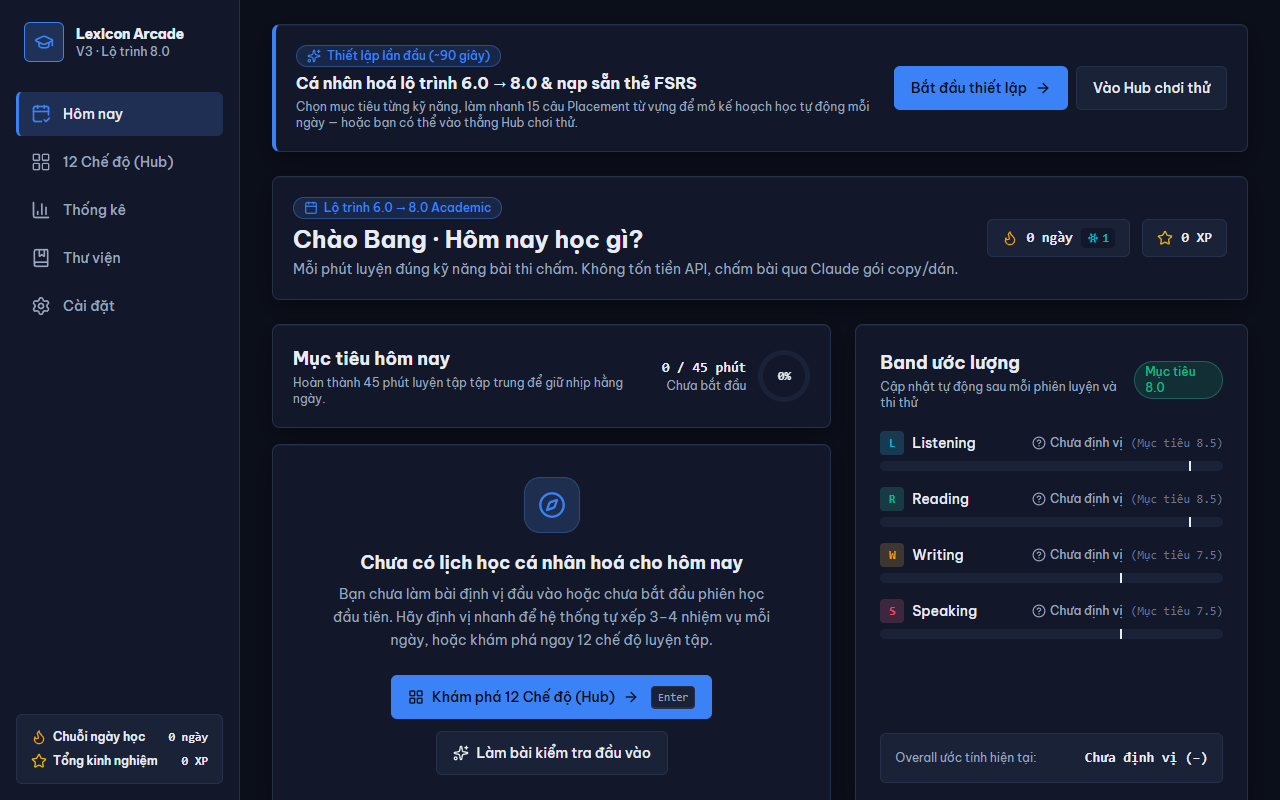 Lexicon Arcade
V3 · Lộ trình 8.0
Hôm nay
12 Chế độ (Hub)
Thống kê
Thư viện
Cài đặt
Chuỗi ngày học 0 ngày
Tổng kinh nghiệm 0 XP
Thiết lập lần đầu (~90 giây)
Cá nhân hoá lộ trình 6.0 → 8.0 & nạp sẵn thẻ FSRS
Chọn mục tiêu từng kỹ năng, làm nhanh 15 câu Placement từ vựng để mở kế hoạch học tự động mỗi
ngày — hoặc bạn có thể vào thẳng Hub chơi thử.
Bắt đầu thiết lập →
Vào Hub chơi thử
Lộ trình 6.0 → 8.0 Academic
Chào Bang · Hôm nay học gì?
Mỗi phút luyện đúng kỹ năng bài thi chấm. Không tốn tiền API, chấm bài qua Claude gói copy/dán.
0 ngày 1
0 XP
Mục tiêu hôm nay
Hoàn thành 45 phút luyện tập tập trung để giữ nhịp hằng
ngày.
0 / 45 phút
Chưa bắt đầu
0%
Chưa có lịch học cá nhân hoá cho hôm nay
Bạn chưa làm bài định vị đầu vào hoặc chưa bắt đầu phiên học
đầu tiên. Hãy định vị nhanh để hệ thống tự xếp 3–4 nhiệm vụ mỗi
ngày, hoặc khám phá ngay 12 chế độ luyện tập.
Khám phá 12 Chế độ (Hub) → Enter
Làm bài kiểm tra đầu vào
Band ước lượng
Cập nhật tự động sau mỗi phiên luyện và
thi thử
Mục tiêu
8.0
L Listening Chưa định vị (Mục tiêu 8.5)
R Reading Chưa định vị (Mục tiêu 8.5)
W Writing Chưa định vị (Mục tiêu 7.5)
S Speaking Chưa định vị (Mục tiêu 7.5)
Overall ước tính hiện tại: Chưa định vị (—)